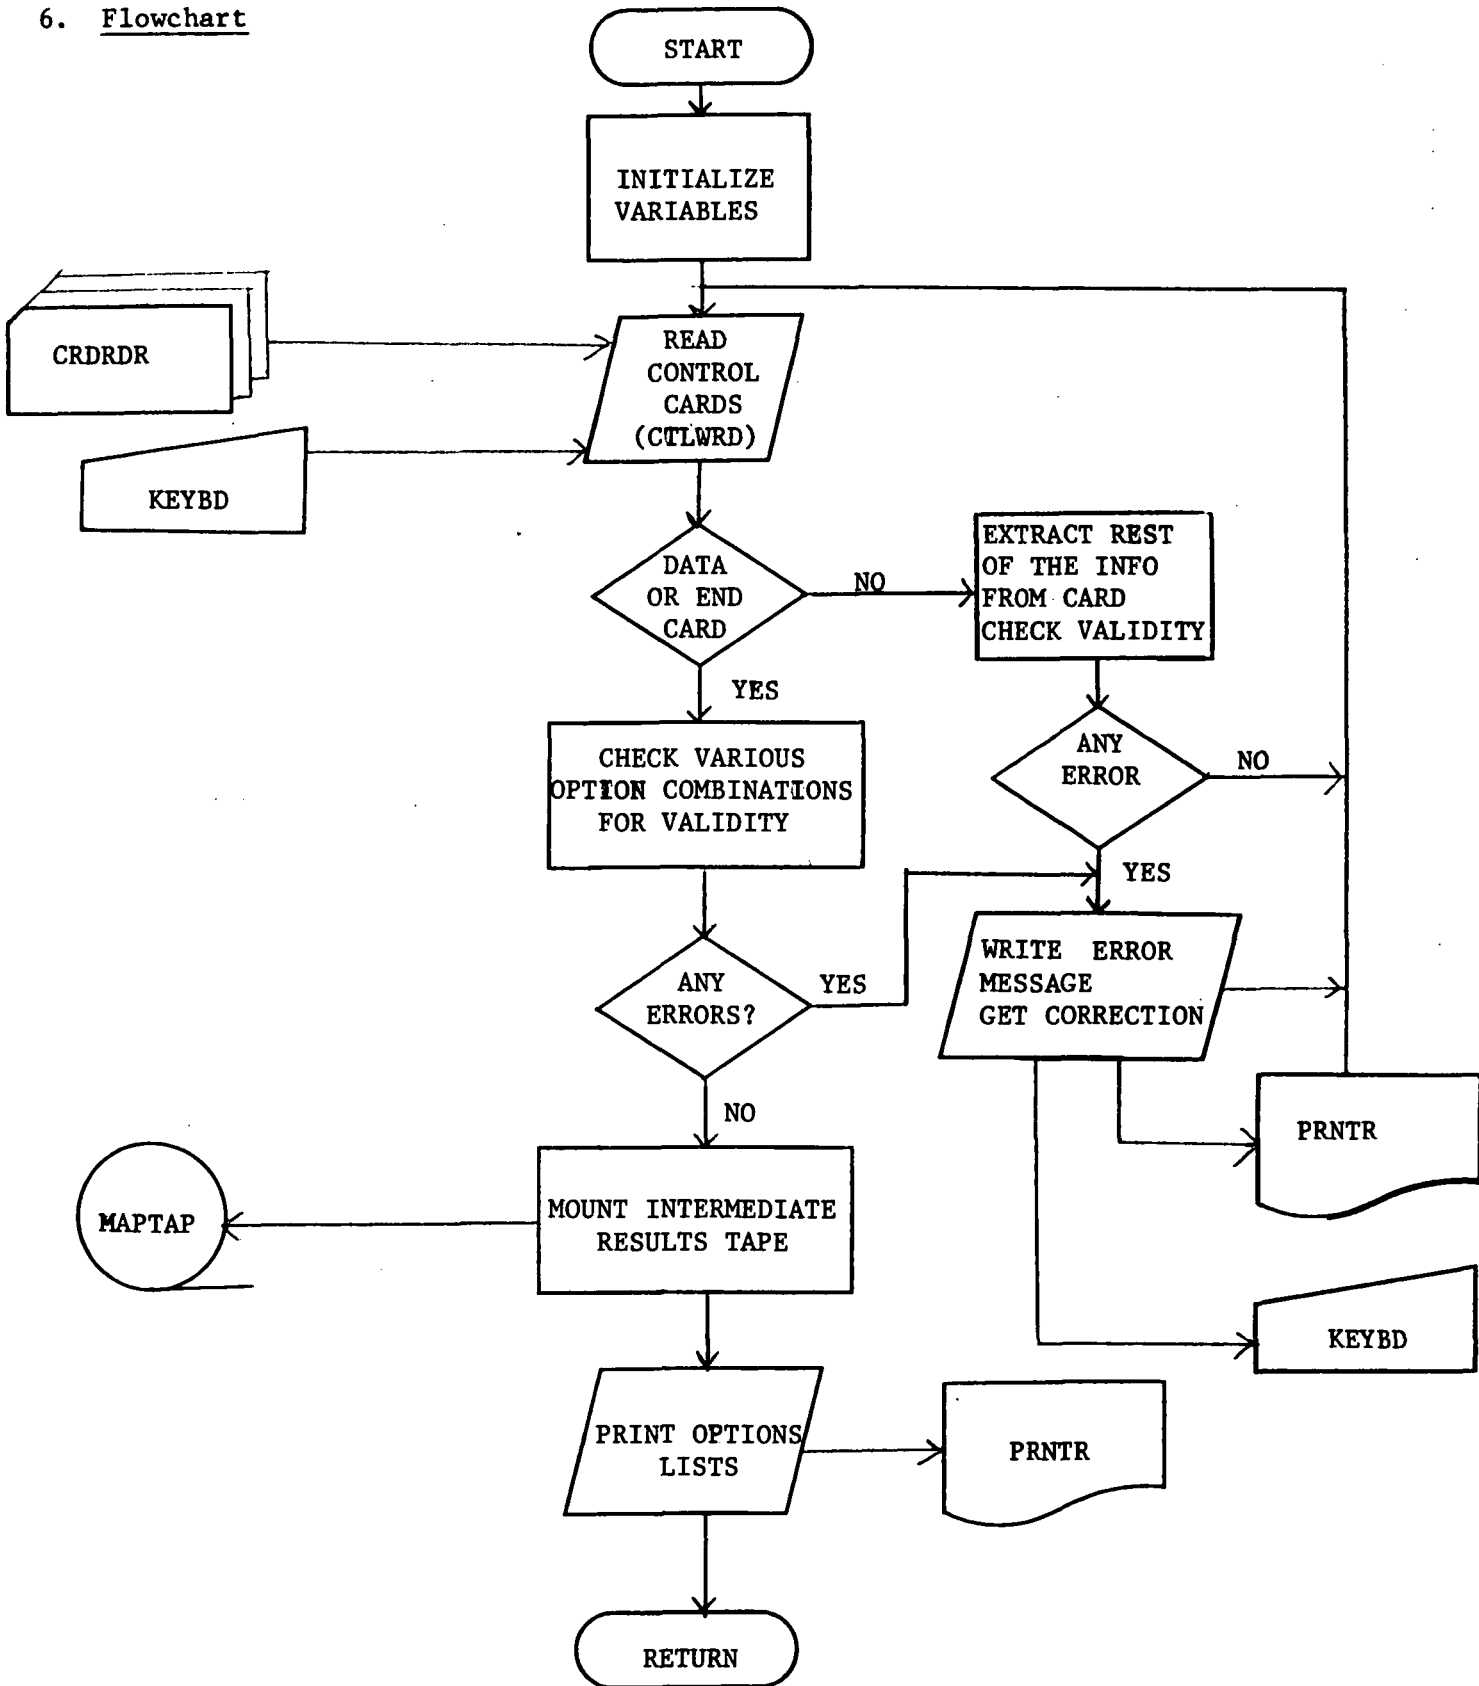 6. Flowchart
START
INITIALIZE
VARIABLES
CRDRDR
READ
CONTROL
CARDS
(CTLWRD)
KEYBD
DATA
OR END
CARD
NO
EXTRACT REST
OF THE INFO
FROM CARD
CHECK VALIDITY
YES
CHECK VARIOUS
OPTION COMBINATIONS
FOR VALIDITY
ANY
ERROR
NO
YES
ANY
ERRORS?
YES
WRITE ERROR
MESSAGE
GET CORRECTION
NO
PRNTR
MAPTAP
MOUNT INTERMEDIATE
RESULTS TAPE
KEYBD
PRINT OPTIONS
LISTS
PRNTR
RETURN